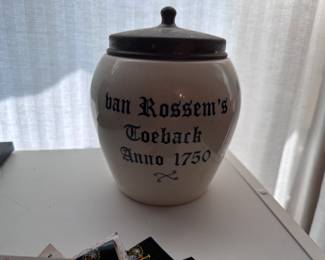 van Rossem's
Toeback
Anno 1750